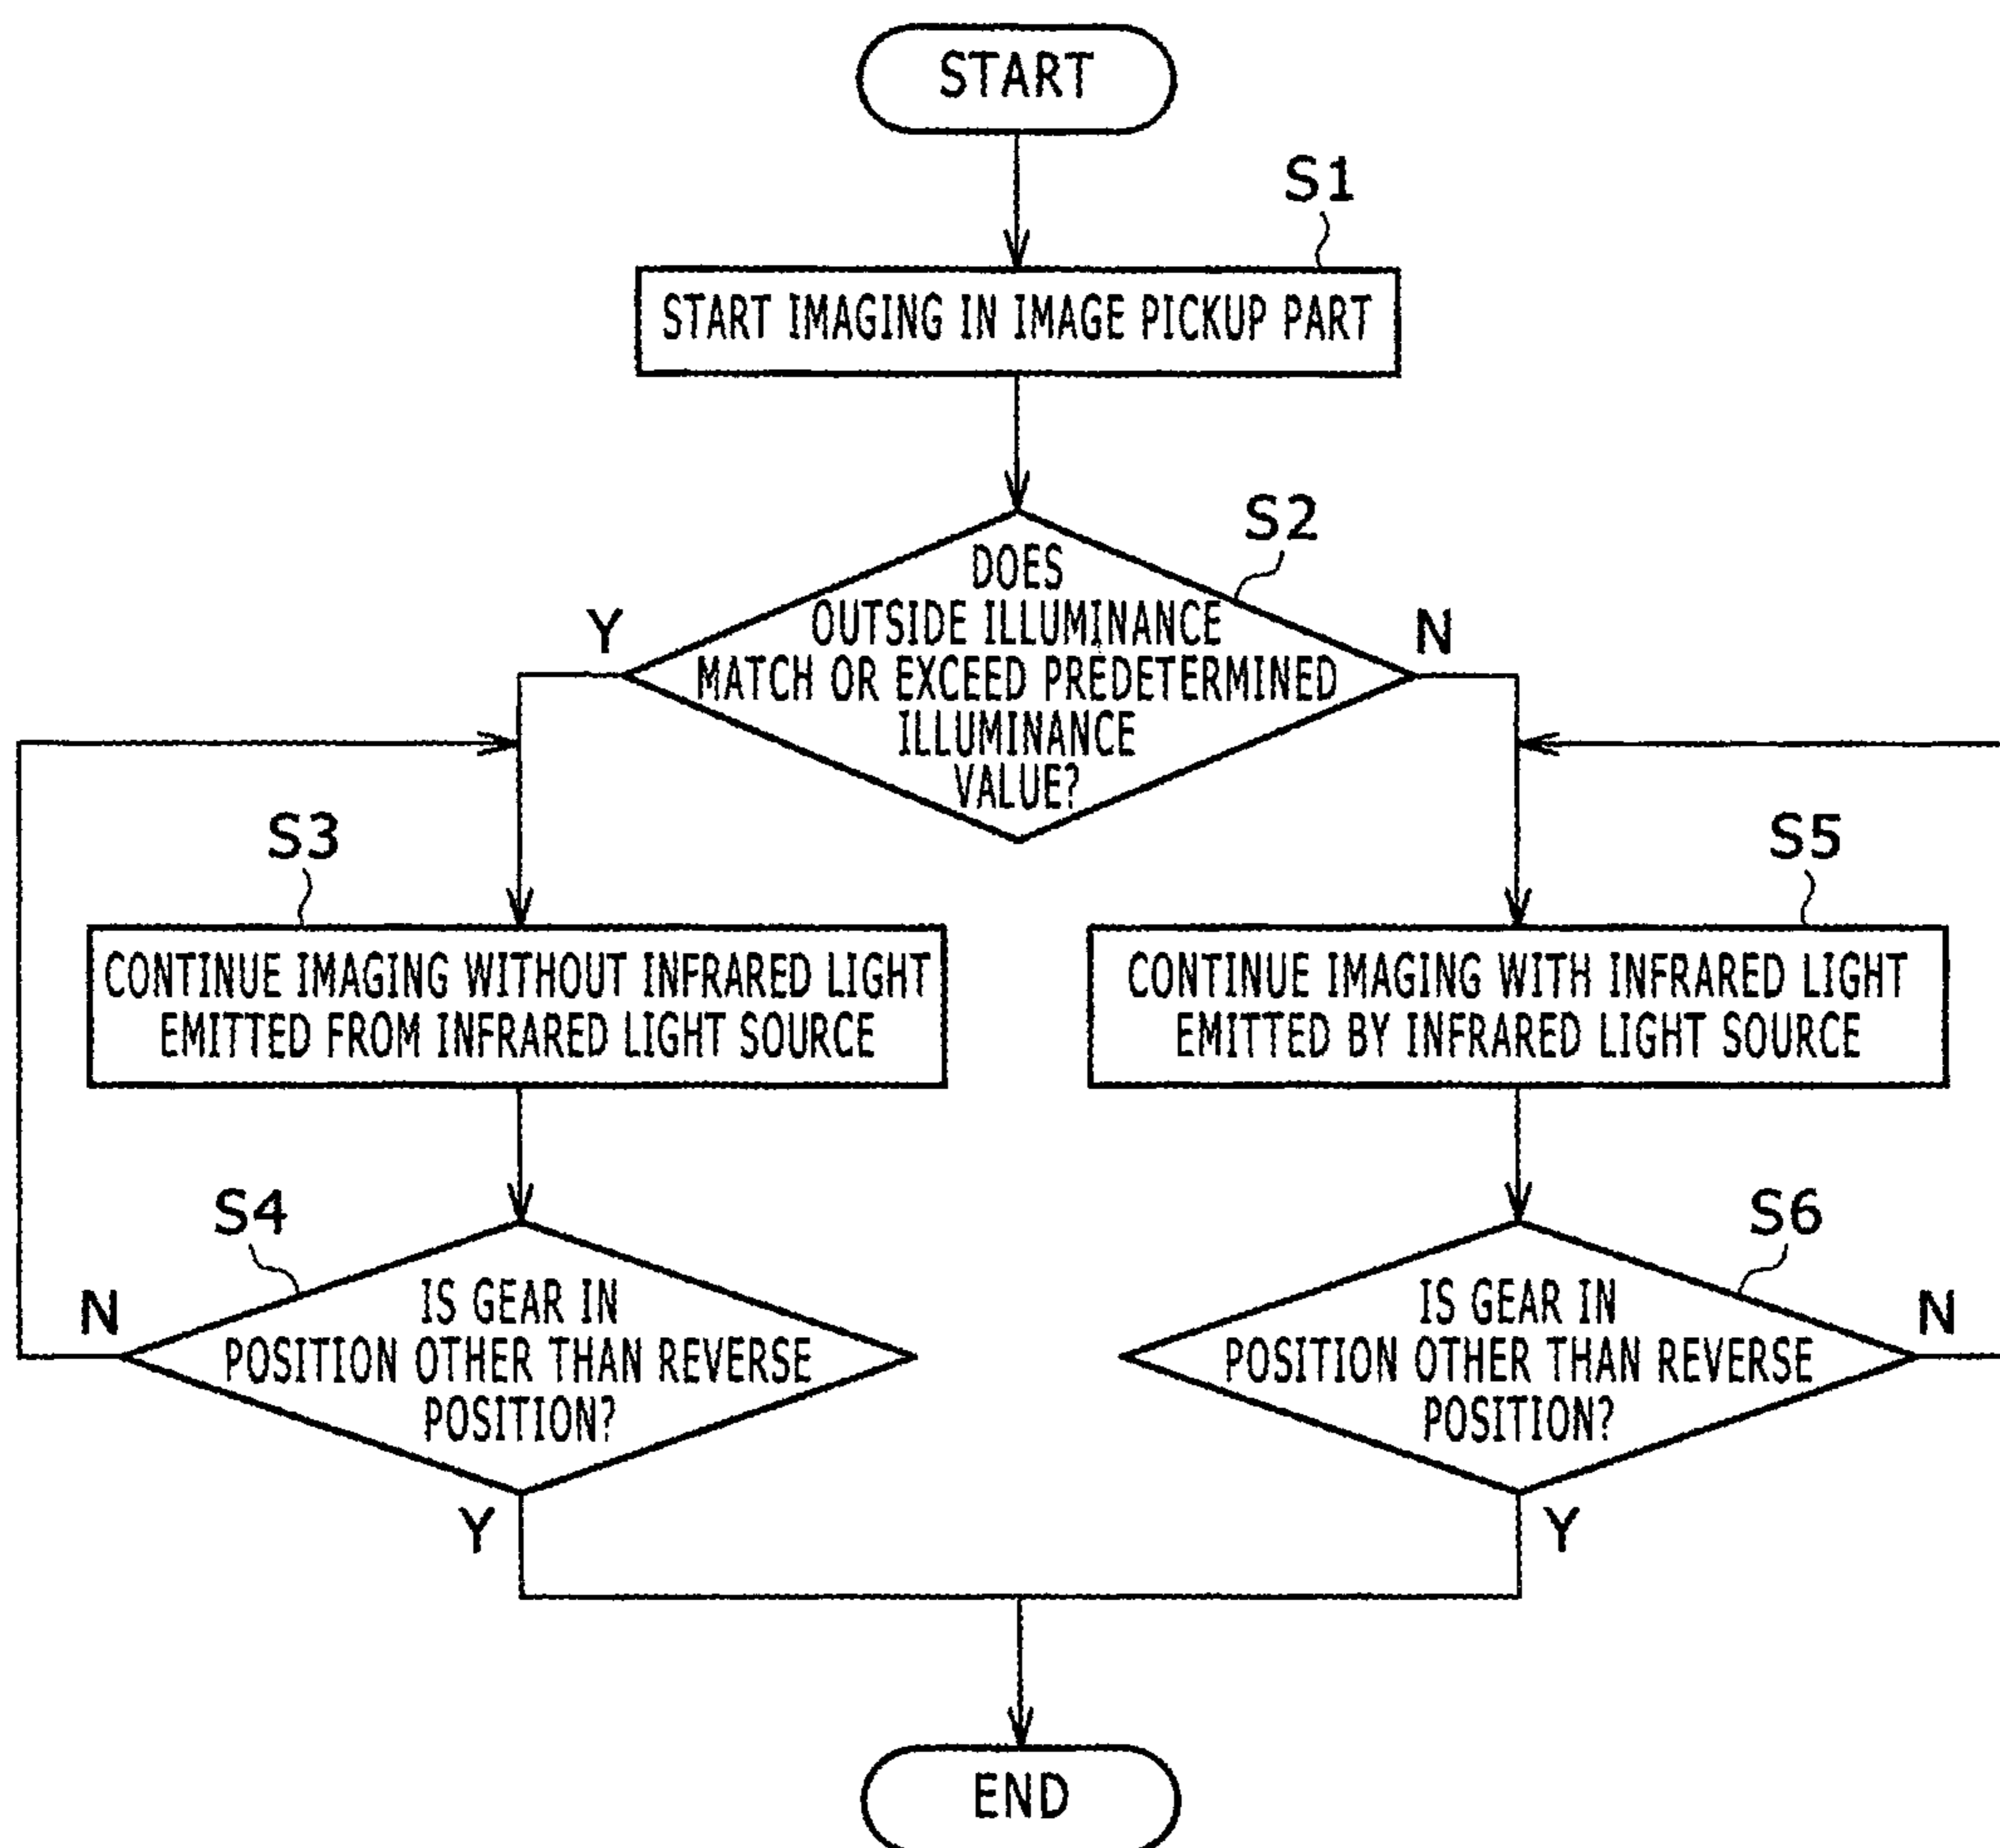 START
S1
START IMAGING IN IMAGE PICKUP PART
S2
DOES
OUTSIDE ILLUMINANCE
MATCH OR EXCEED PREDETERMINED
ILLUMINANCE
VALUE?
Y
N
S3
CONTINUE IMAGING WITHOUT INFRARED LIGHT
EMITTED FROM INFRARED LIGHT SOURCE
S5
CONTINUE IMAGING WITH INFRARED LIGHT
EMITTED BY INFRARED LIGHT SOURCE
S4
IS GEAR IN
POSITION OTHER THAN REVERSE
POSITION?
N
Y
S6
IS GEAR IN
POSITION OTHER THAN REVERSE
POSITION?
N
Y
END